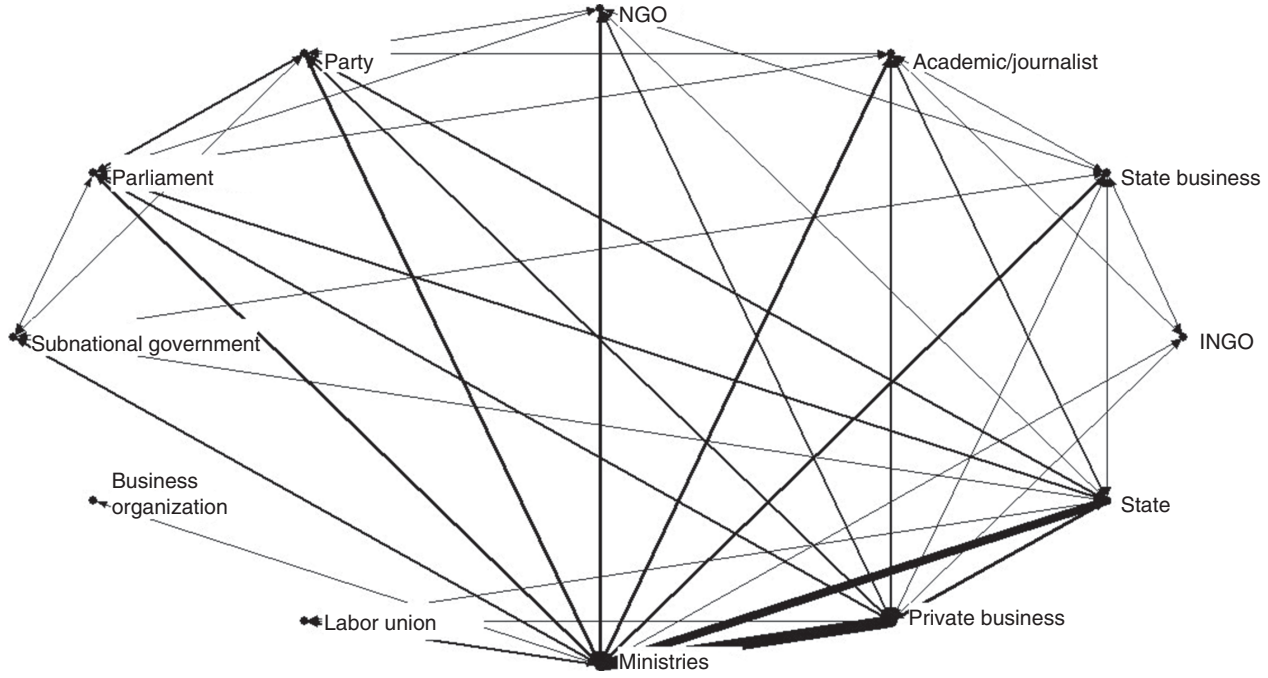 NGO
Party
Academic/journalist
Parliament
State business
Subnational government
INGO
Business
organization
State
Labor union
Private business
Ministries